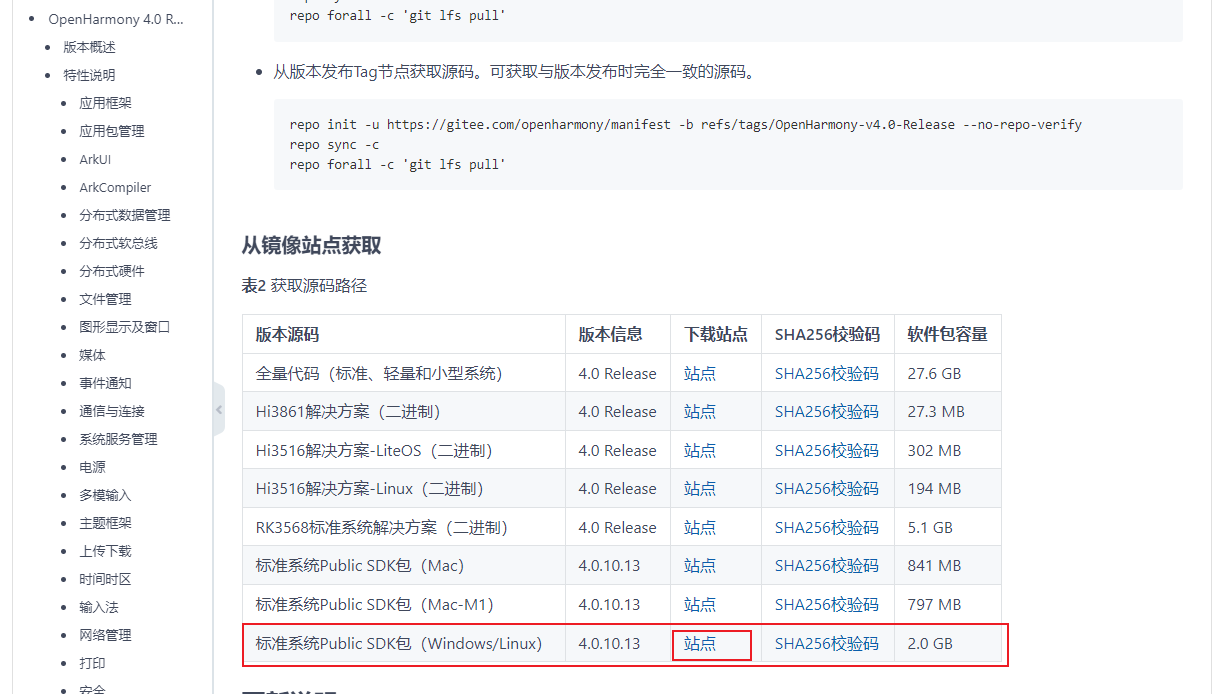 OpenHarmony 4.0 R...
版本概述
特性说明
应用框架
应用包管理
ArkUI
ArkCompiler
分布式数据管理
分布式软总线
分布式硬件
文件管理
图形显示及窗口
媒体
事件通知
通信与连接
系统服务管理
电源
多模输入
主题框架
上传下载
时间时区
输入法
网络管理
打印
安全
repo forall -c 'git lfs pull'
从版本发布Tag节点获取源码。可获取与版本发布时完全一致的源码。
repo init -u https://gitee.com/openharmony/manifest -b refs/tags/OpenHarmony-v4.0-Release --no-repo-verify
repo sync -c
repo forall -c 'git lfs pull'
从镜像站点获取
表2 获取源码路径
版本源码 版本信息 下载站点 SHA256校验码 软件包容量
全量代码（标准、轻量和小型系统） 4.0 Release 站点 SHA256校验码 27.6 GB
Hi3861解决方案（二进制） 4.0 Release 站点 SHA256校验码 27.3 MB
Hi3516解决方案-LiteOS（二进制） 4.0 Release 站点 SHA256校验码 302 MB
Hi3516解决方案-Linux（二进制） 4.0 Release 站点 SHA256校验码 194 MB
RK3568标准系统解决方案（二进制） 4.0 Release 站点 SHA256校验码 5.1 GB
标准系统Public SDK包（Mac） 4.0.10.13 站点 SHA256校验码 841 MB
标准系统Public SDK包（Mac-M1） 4.0.10.13 站点 SHA256校验码 797 MB
标准系统Public SDK包（Windows/Linux） 4.0.10.13 站点 SHA256校验码 2.0 GB